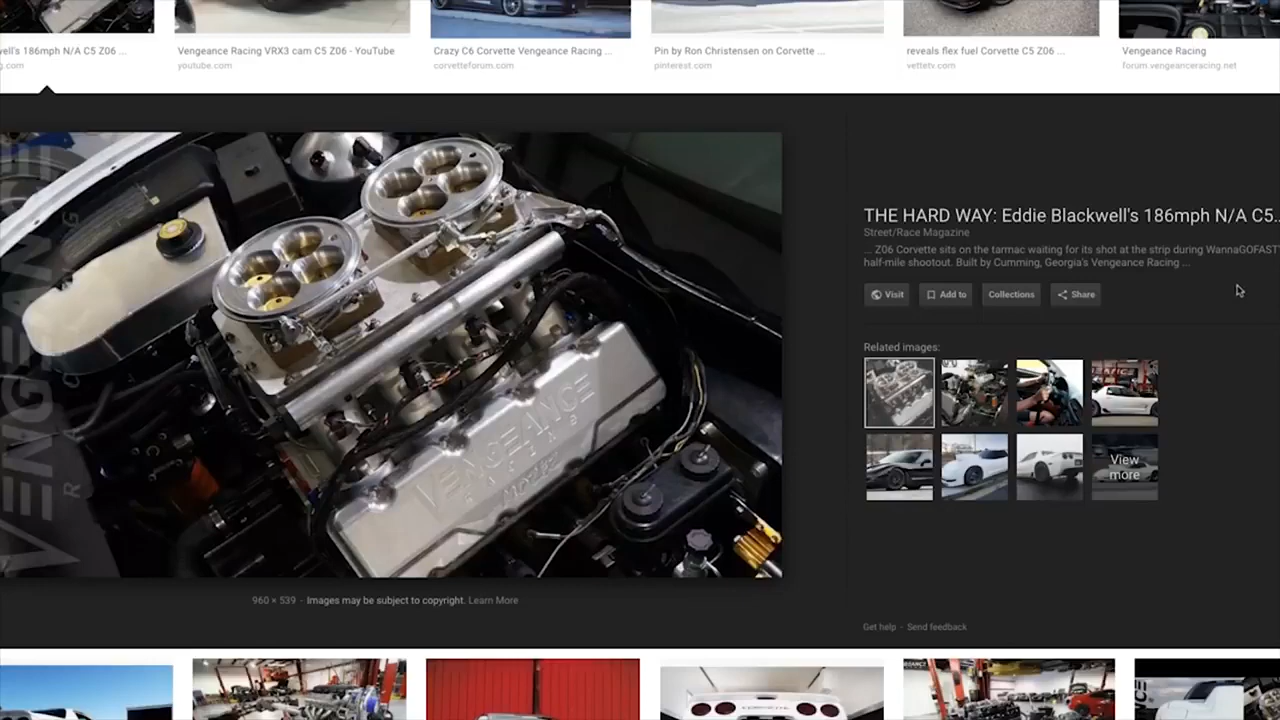 ell's 186mph N/A C5 Z06 ...
g.com
Vengeance Racing VRX3 cam C5 Z06 - YouTube
youtube.com
Crazy C6 Corvette Vengeance Racing ...
corvetteforum.com
Pin by Ron Christensen on Corvette ...
pinterest.com
reveals flex fuel Corvette C5 Z06 ...
vettetv.com
Vengeance Racing
forum.vengeanceracing.net
VENGEANCE
VENGEANCE
RACING
THE HARD WAY: Eddie Blackwell's 186mph N/A C5.
Street/Race Magazine
... Z06 Corvette sits on the tarmac waiting for its shot at the strip during WannaGOFAST
half-mile shootout. Built by Cumming, Georgia's Vengeance Racing ...
Visit
Add to
Collections
Share
Related images:
View
more
960 × 539 - Images may be subject to copyright. Learn More
Get help - Send feedback